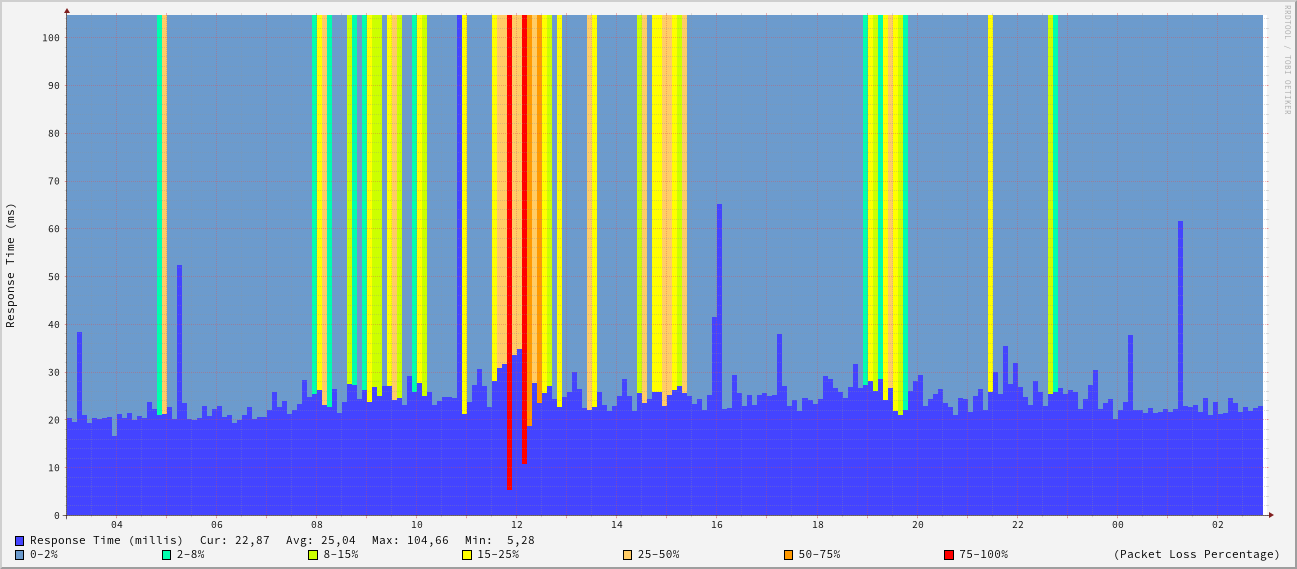 RRDTOOL / TOBI OETIKER
Response Time (ms)
100
90
80
70
60
50
40
30
20
10
0
04 06 08 10 12 14 16 18 20 22 00 02
Response Time (millis) Cur: 22,87 Avg: 25,04 Max: 104,66 Min: 5,28
0-2% 2-8% 8-15% 15-25% 25-50% 50-75% 75-100% (Packet Loss Percentage)